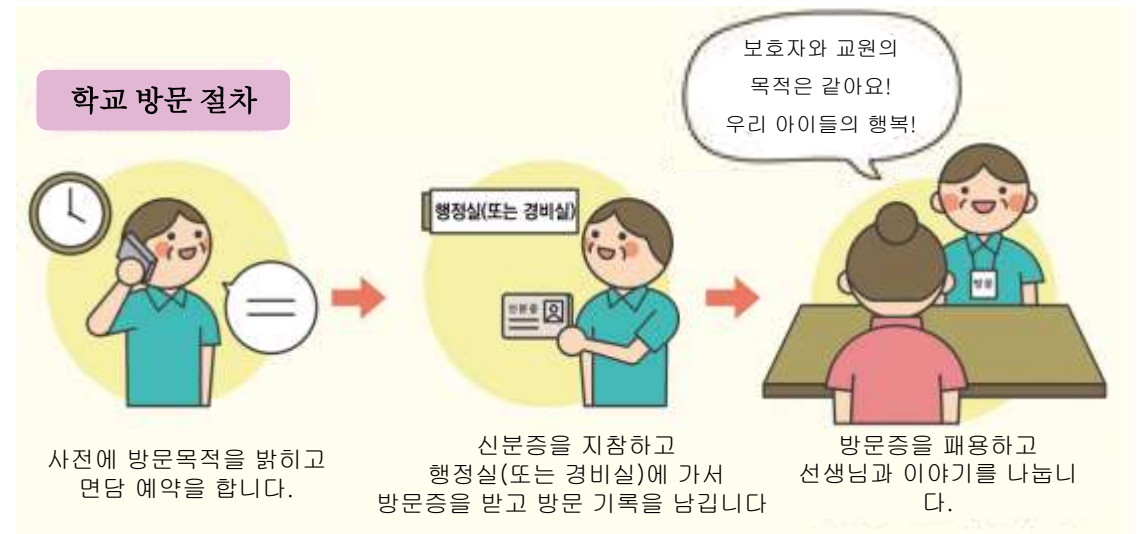 학교 방문 절차
보호자와 교원의
목적은 같아요!
우리 아이들의 행복!
행정실(또는 경비실)
신분증
방문
사전에 방문목적을 밝히고
면담 예약을 합니다.
신분증을 지참하고
행정실(또는 경비실)에 가서
방문증을 받고 방문 기록을 남깁니다
방문증을 패용하고
선생님과 이야기를 나눕니
다.